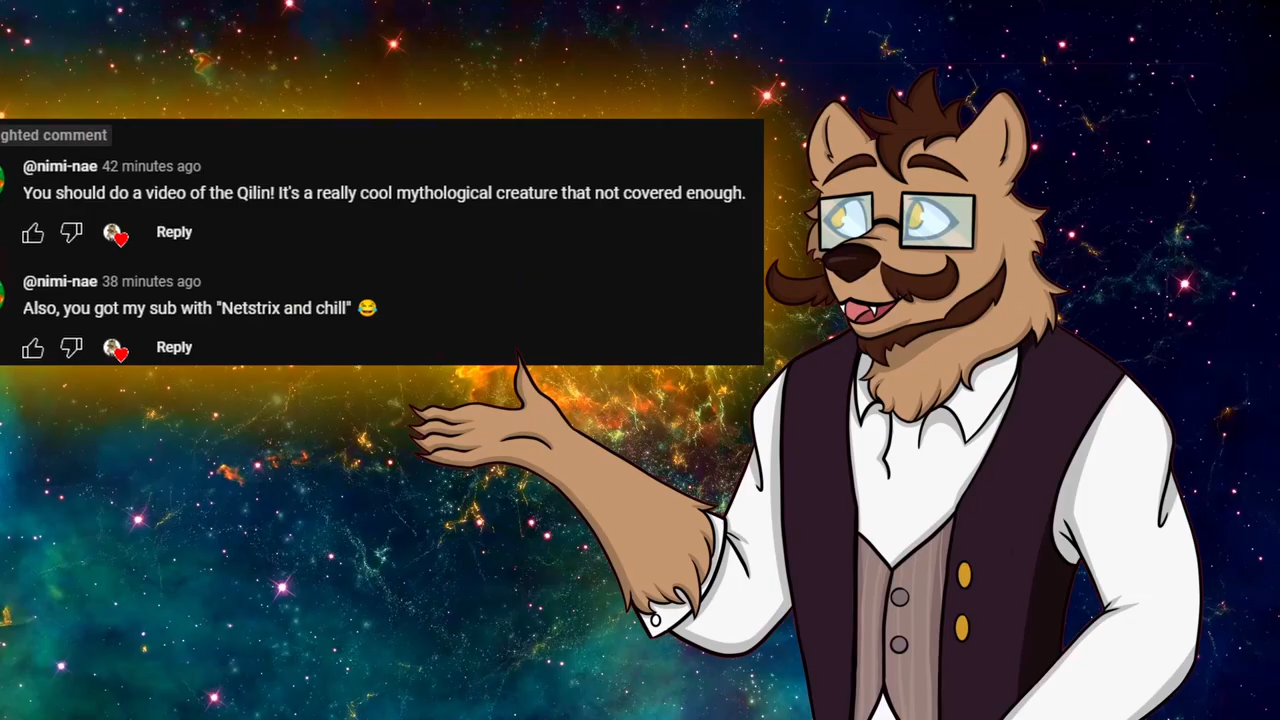 ghted comment
@nimi-nae 42 minutes ago
You should do a video of the Qilin! It's a really cool mythological creature that not covered enough.
Reply
@nimi-nae 38 minutes ago
Also, you got my sub with "Netstrix and chill" 😂
Reply